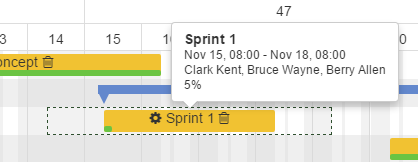 47
Sprint 1
Nov 15, 08:00 - Nov 18, 08:00
Clark Kent, Bruce Wayne, Berry Allen
5%
3 14 15 16 0
oncept
Sprint 1